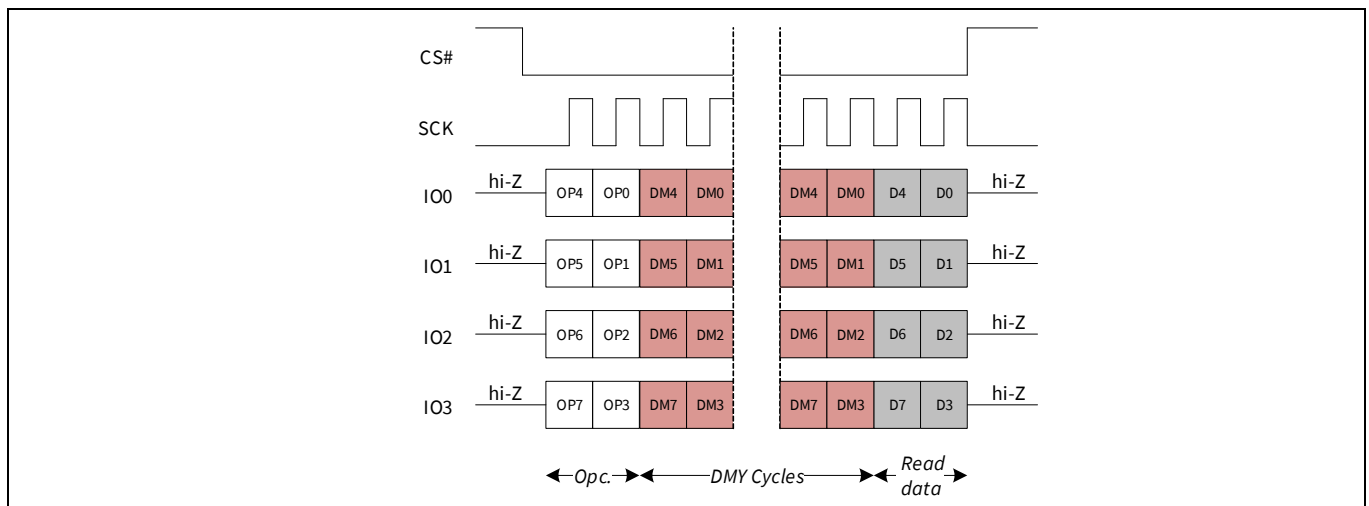 CS#
SCK
IO0 hi-Z OP4 OP0 DM4 DM0 DM4 DM0 D4 D0 hi-Z
IO1 hi-Z OP5 OP1 DM5 DM1 DM5 DM1 D5 D1 hi-Z
IO2 hi-Z OP6 OP2 DM6 DM2 DM6 DM2 D6 D2 hi-Z
IO3 hi-Z OP7 OP3 DM7 DM3 DM7 DM3 D7 D3 hi-Z
Opc. DMY Cycles Read
data